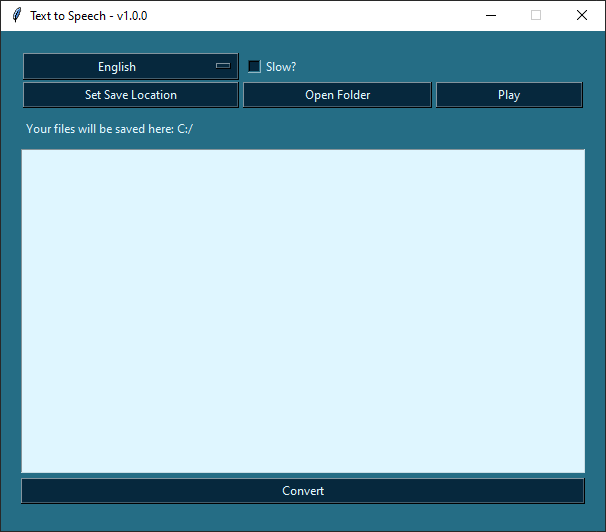 Text to Speech - v1.0.0
English Slow?
Set Save Location Open Folder Play
Your files will be saved here: C:/
Convert